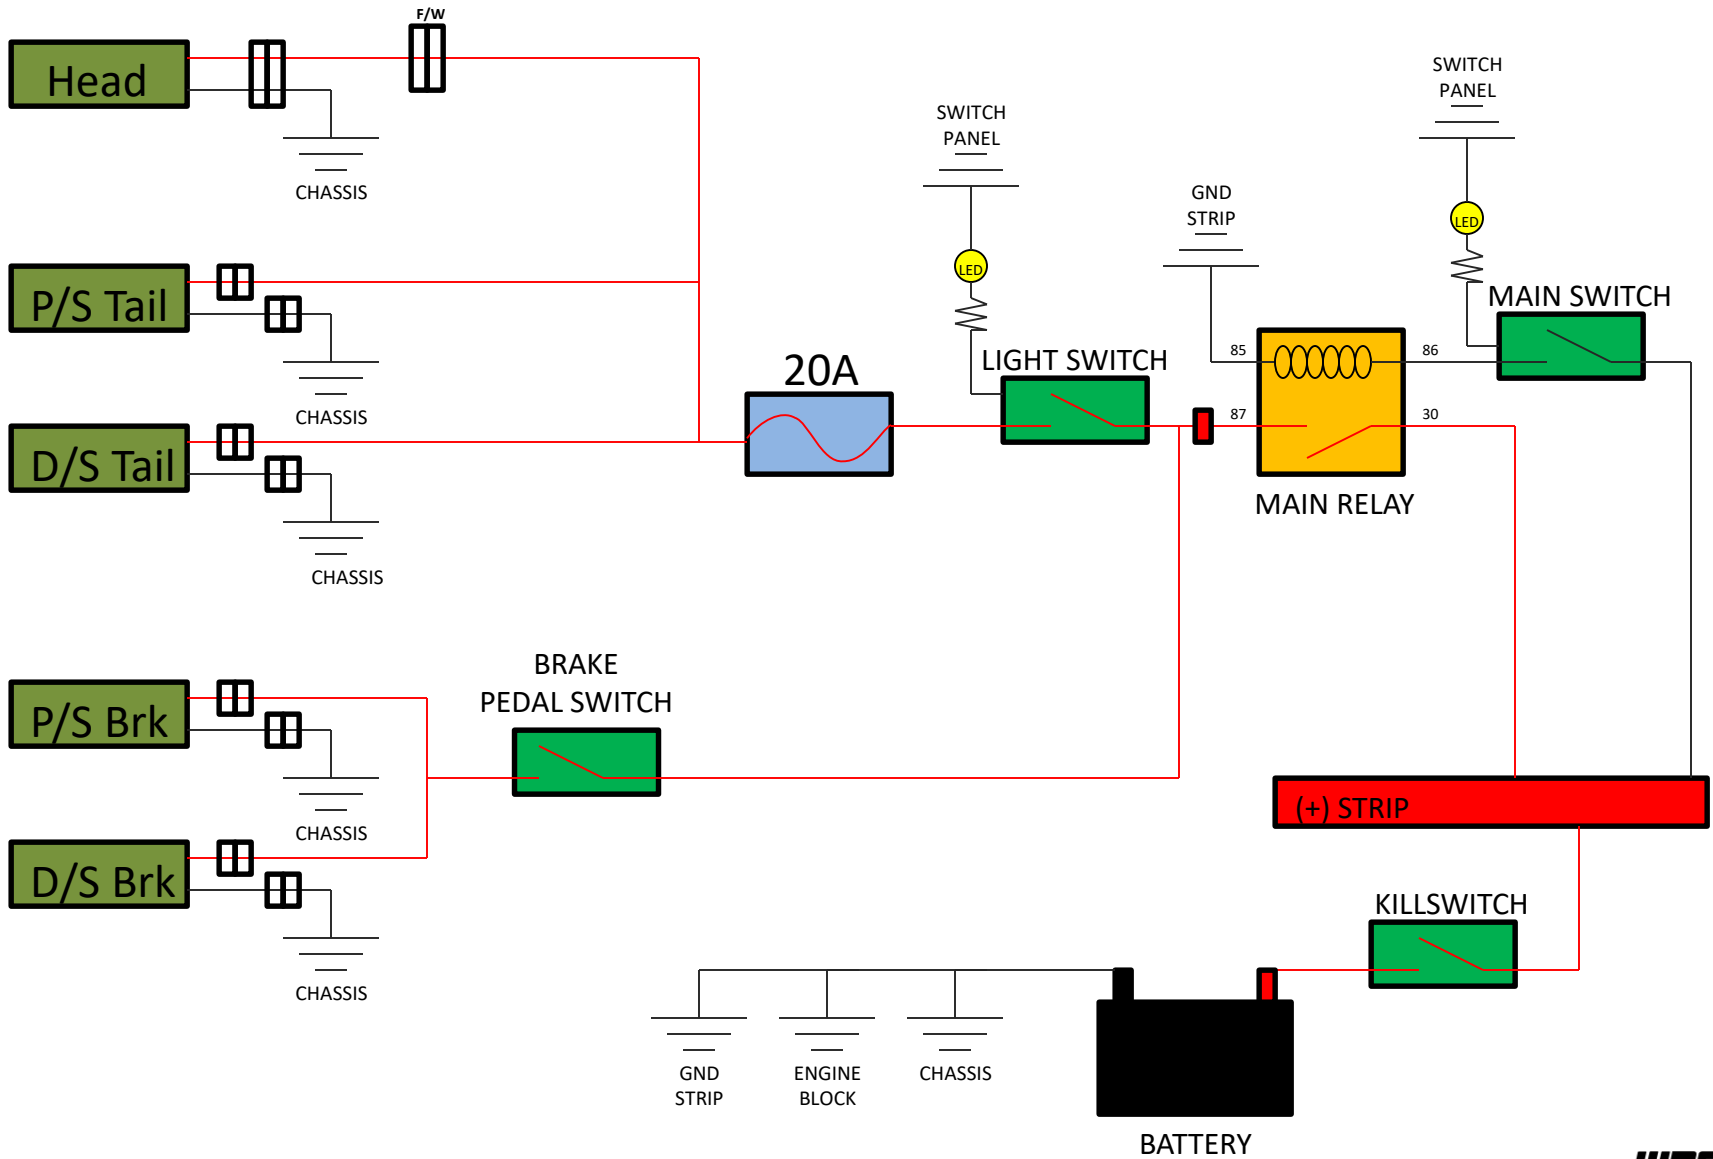 F/W
Head
CHASSIS
P/S Tail
CHASSIS
D/S Tail
CHASSIS
20A
SWITCH
PANEL
LED
LIGHT SWITCH
GND
STRIP
85
86
87
30
MAIN RELAY
SWITCH
PANEL
LED
MAIN SWITCH
BRAKE
PEDAL SWITCH
P/S Brk
CHASSIS
D/S Brk
CHASSIS
(+) STRIP
KILLSWITCH
GND
STRIP
ENGINE
BLOCK
CHASSIS
BATTERY